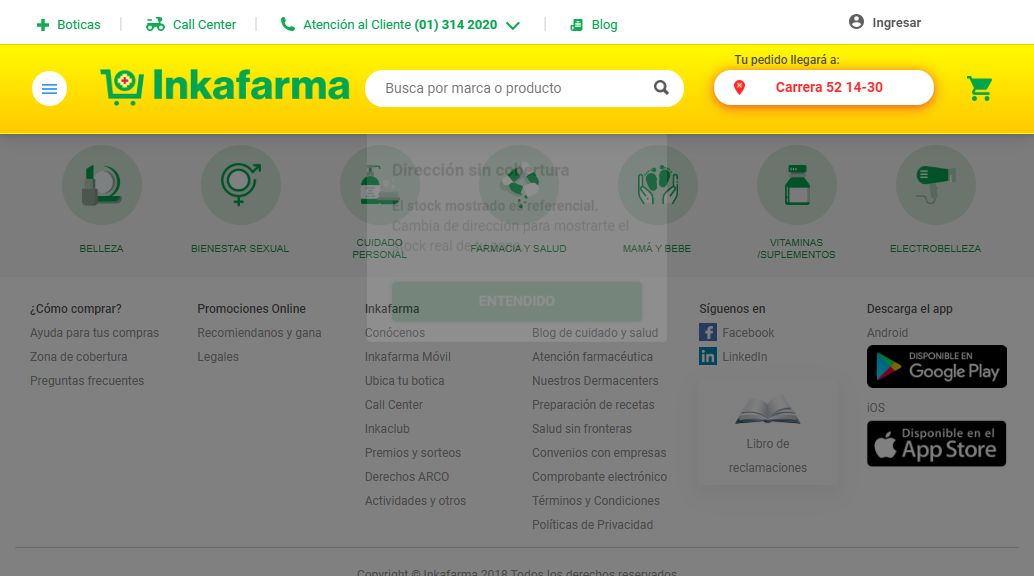 Boticas
Call Center
Atención al Cliente (01) 314 2020
Blog
Ingresar
Inkafarma
Busca por marca o producto
Tu pedido llegará a:
Carrera 52 14-30
Dirección sin cobertura
El stock mostrado es referencial.
Cambia de dirección para mostrarte el
stock real de tu zona.
ENTENDIDO
BELLEZA
BIENESTAR SEXUAL
CUIDADO
PERSONAL
FARMACIA Y SALUD
MAMÁ Y BEBE
VITAMINAS
/SUPLEMENTOS
ELECTROBELLEZA
¿Cómo comprar?
Ayuda para tus compras
Zona de cobertura
Preguntas frecuentes
Promociones Online
Recomiendanos y gana
Legales
Inkafarma
Conócenos
Inkafarma Móvil
Ubica tu botica
Call Center
Inkaclub
Premios y sorteos
Derechos ARCO
Actividades y otros
Blog de cuidado y salud
Atención farmacéutica
Nuestros Dermacenters
Preparación de recetas
Salud sin fronteras
Convenios con empresas
Comprobante electrónico
Términos y Condiciones
Políticas de Privacidad
Síguenos en
Facebook
LinkedIn
Libro de
reclamaciones
Descarga el app
Android
DISPONIBLE EN
Google Play
iOS
Disponible en el
App Store
Copyright © Inkafarma 2018 Todos los derechos reservados